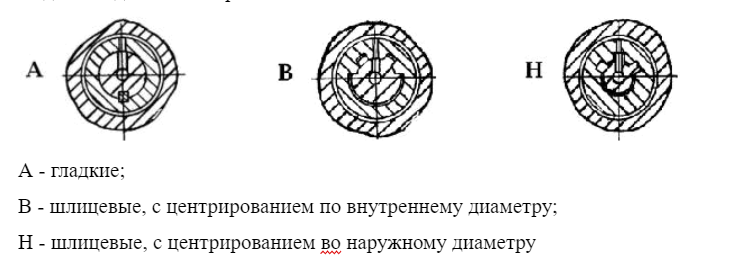 А В Н
А - гладкие;
В - шлицевые, с центрированием по внутреннему диаметру;
Н - шлицевые, с центрированием во наружному диаметру